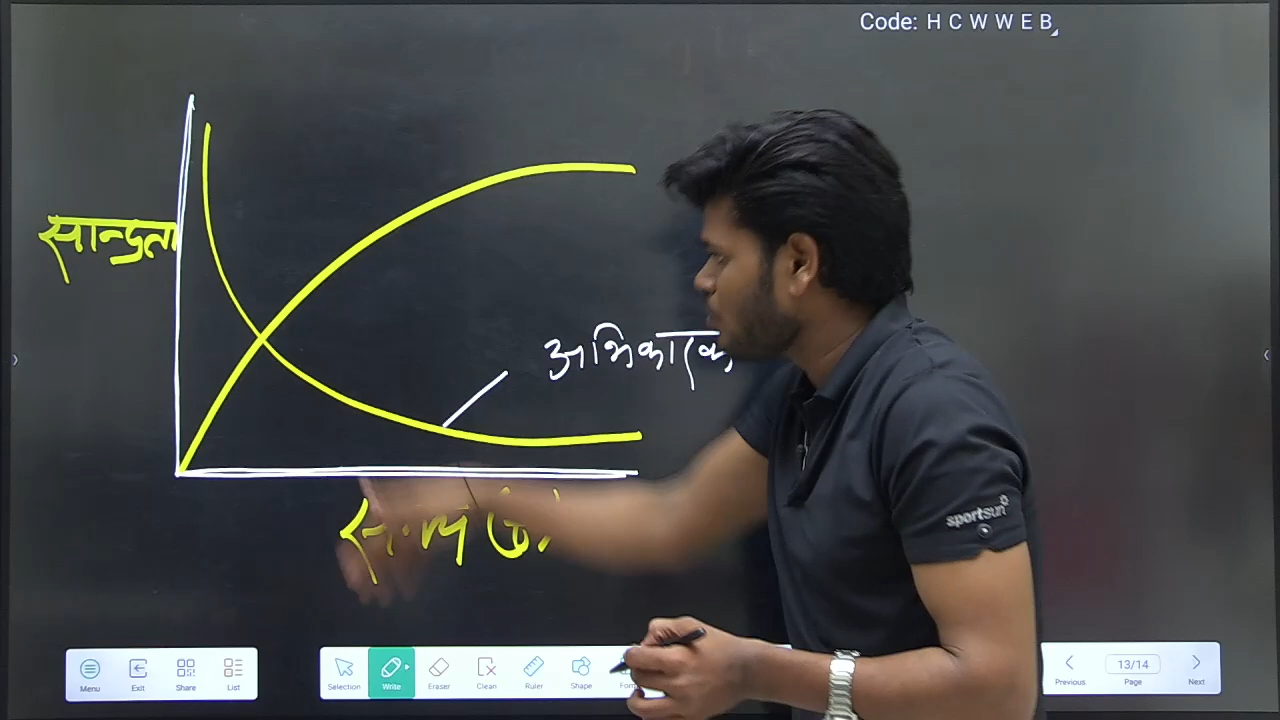 Code: H C W W E B
सान्द्रता
अभिकारक
sportsun
Menu Exit Share List Selection Write Eraser Clean Ruler Shape Previous 13/14 Page Next